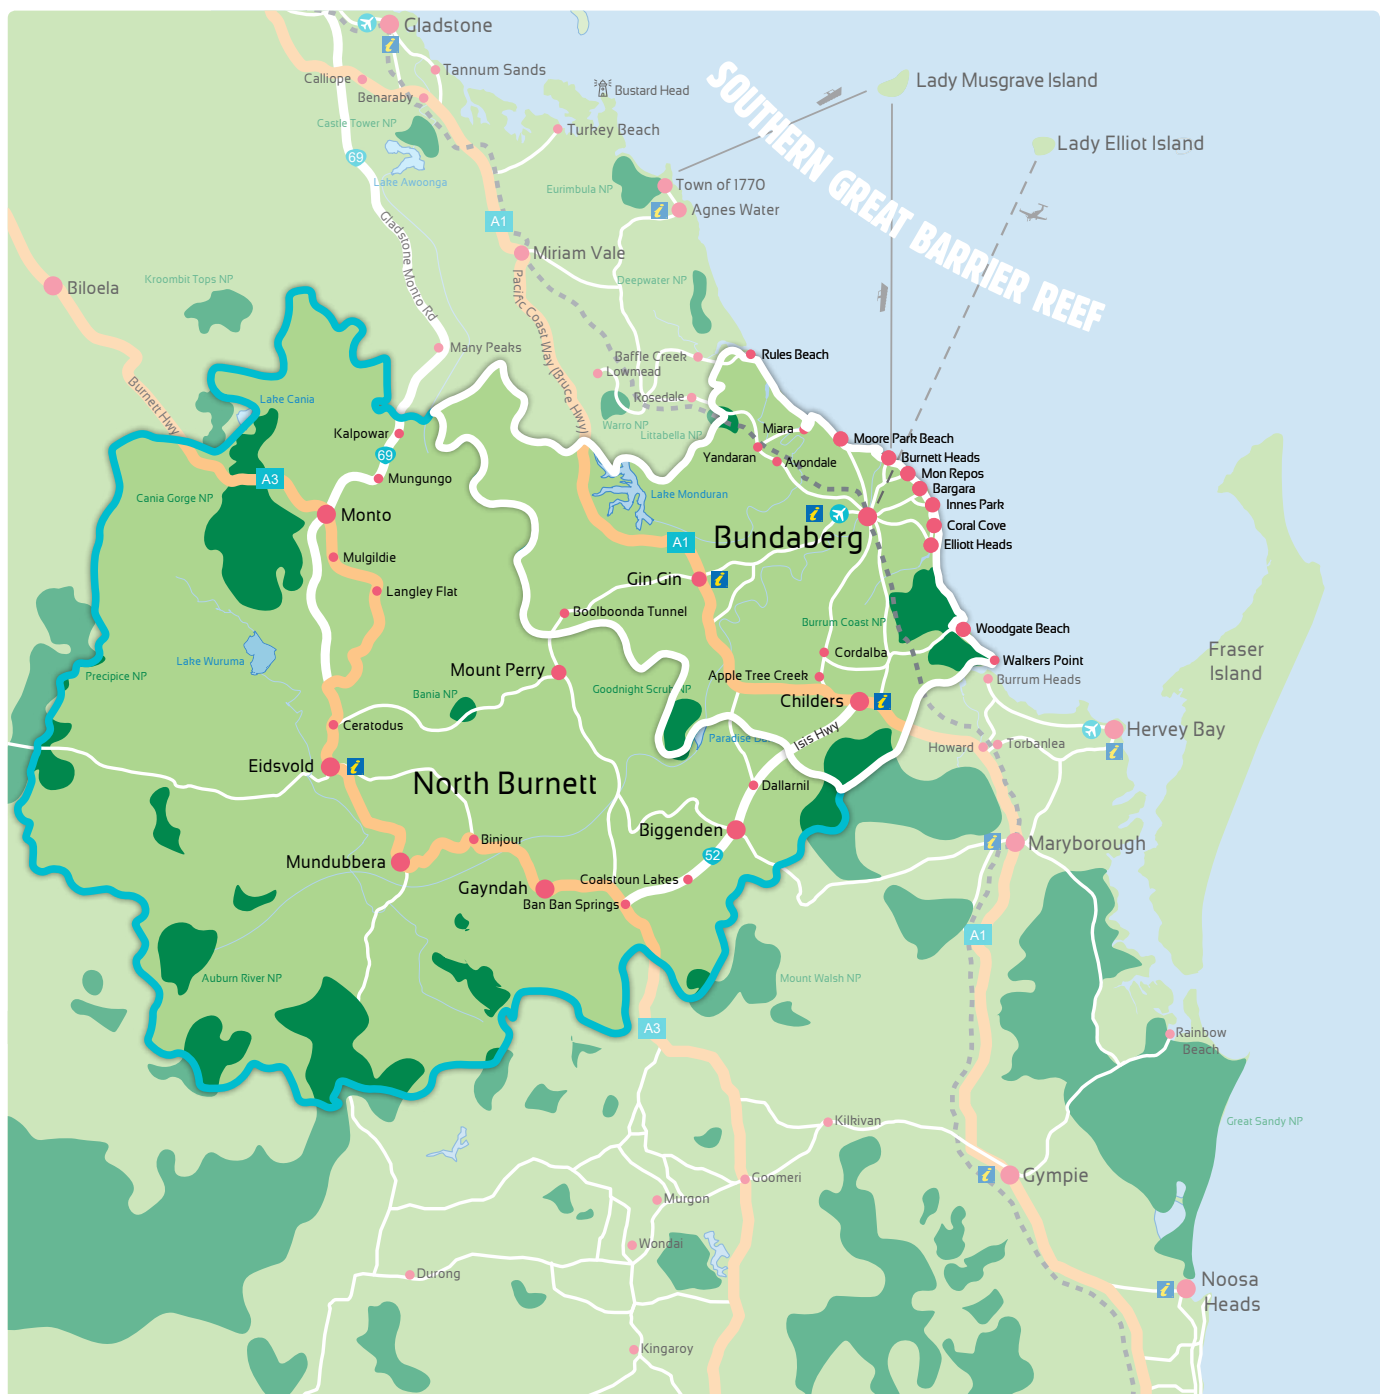 Gladstone
i
Calliope
Tannum Sands
Benaraby
Bustard Head
Castle Tower NP
Turkey Beach
69
Lake Awoonga
Lady Musgrave Island
Lady Elliot Island
SOUTHERN GREAT BARRIER REEF
Eurimbula NP
Town of 1770
i
Agnes Water
A1
Gladstone Monto Rd
Miriam Vale
Kroombit Tops NP
Biloela
Deepwater NP
Pacific Coast Way (Bruce Hwy)
Many Peaks
Baffle Creek
Rules Beach
Lowmead
Rosedale
Burnett Hwy
Lake Cania
Warro NP
Littabella NP
Miara
Kalpowar
Moore Park Beach
Yandaran
Avondale
Burnett Heads
69
Mon Repos
A3
Mungungo
Bargara
Cania Gorge NP
Lake Monduran
Innes Park
Monto
i
Coral Cove
A1
Bundaberg
Elliott Heads
Mulgildie
Gin Gin
i
Langley Flat
Boolboonda Tunnel
Burrum Coast NP
Woodgate Beach
Lake Wuruma
Cordalba
Fraser
Island
Walkers Point
Precipice NP
Mount Perry
Apple Tree Creek
Burrum Heads
Bania NP
Goodnight Scrub NP
Childers
i
Ceratodus
Isis Hwy
Hervey Bay
Paradise D
Howard
Torbanlea
i
Eidsvold
i
North Burnett
Dallarnil
Biggenden
Binjour
i
Maryborough
Mundubbera
52
Gayndah
Coalstoun Lakes
Ban Ban Springs
A1
Auburn River NP
Mount Walsh NP
A3
Rainbow
Beach
Kilkivan
Great Sandy NP
Goomeri
i
Gympie
Murgon
Wondai
Durong
i
Noosa
Heads
Kingaroy